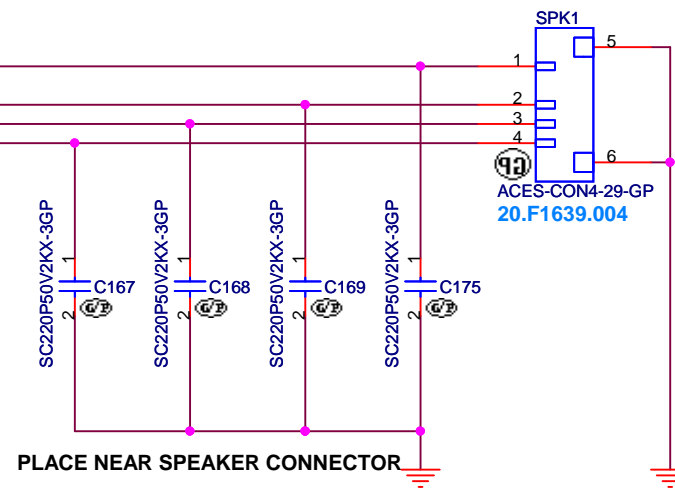 SPK1
5
1
2
3
4
6
GP
ACES-CON4-29-GP
20.F1639.004
SC220P50V2KX-3GP
1
2
C167
G/P
SC220P50V2KX-3GP
1
2
C168
G/P
SC220P50V2KX-3GP
1
2
C169
G/P
SC220P50V2KX-3GP
1
2
C175
G/P
PLACE NEAR SPEAKER CONNECTOR